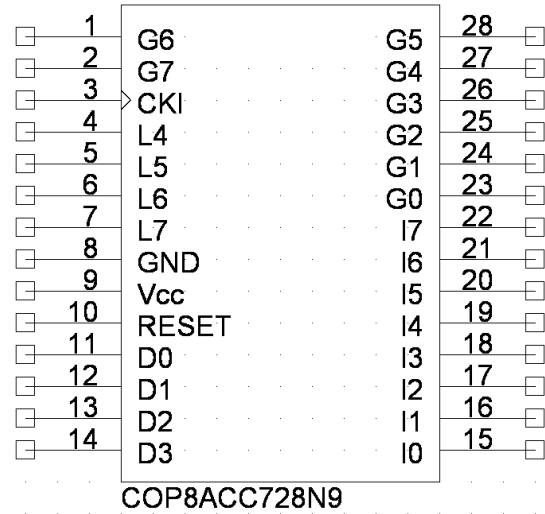 1 G6 G5 28
2 G7 G4 27
3 CKI G3 26
4 L4 G2 25
5 L5 G1 24
6 L6 G0 23
7 L7 I7 22
8 GND I6 21
9 Vcc I5 20
10 RESET I4 19
11 D0 I3 18
12 D1 I2 17
13 D2 I1 16
14 D3 I0 15
COP8ACC728N9